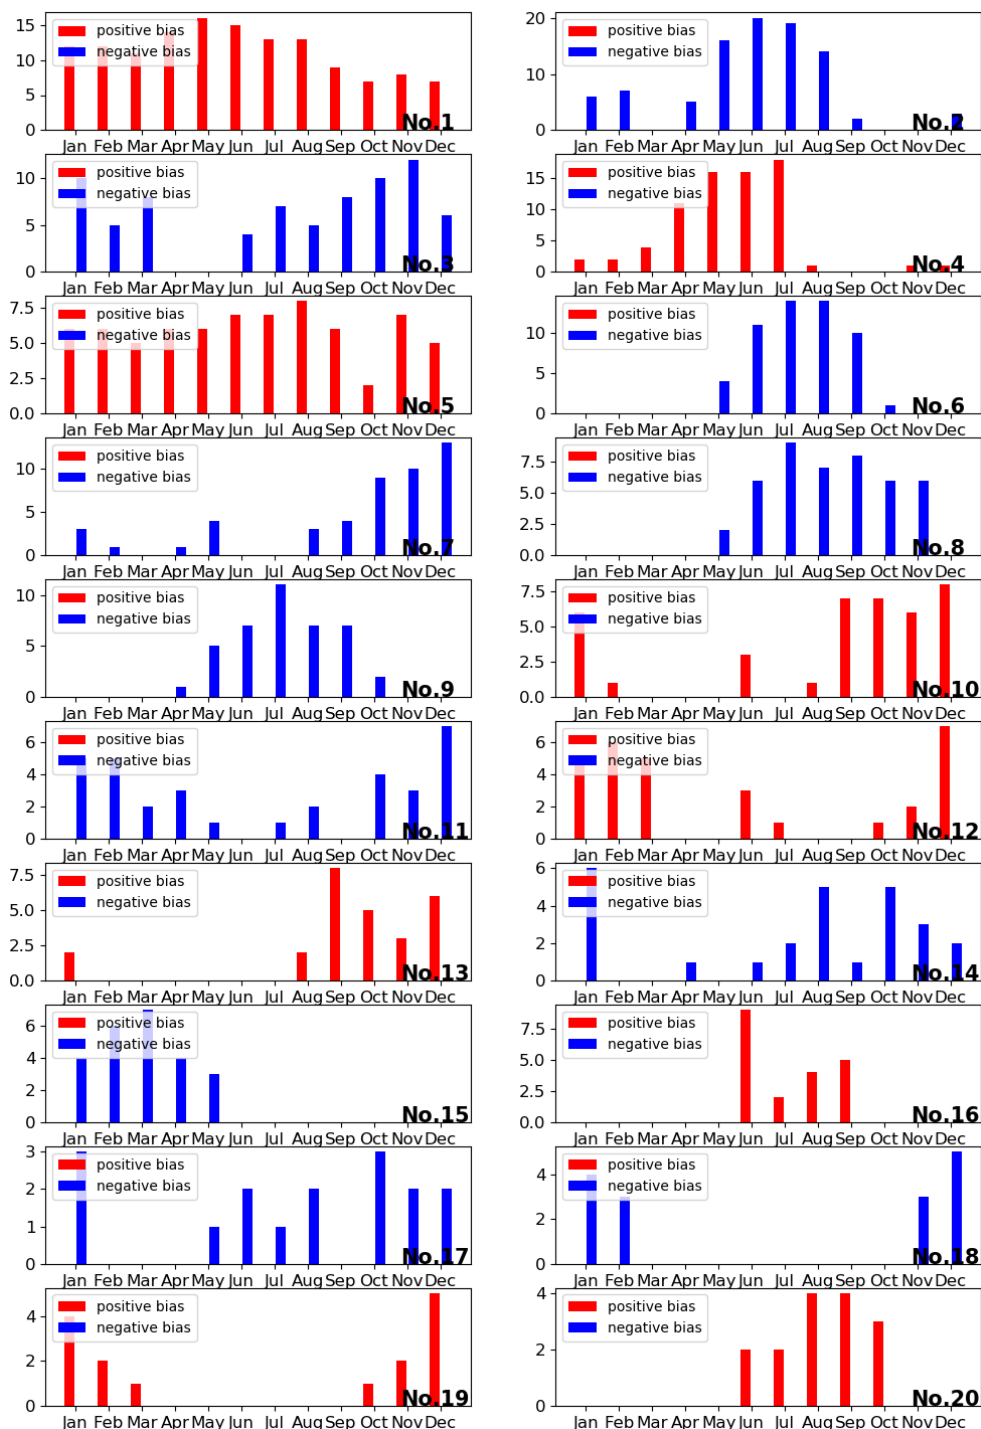 15
10
5
0
positive bias
negative bias
No.1
Jan Feb Mar Apr May Jun Jul Aug Sep Oct Nov Dec
20
10
0
positive bias
negative bias
No.2
Jan Feb Mar Apr May Jun Jul Aug Sep Oct Nov Dec
10
5
0
positive bias
negative bias
No.3
Jan Feb Mar Apr May Jun Jul Aug Sep Oct Nov Dec
15
10
5
0
positive bias
negative bias
No.4
Jan Feb Mar Apr May Jun Jul Aug Sep Oct Nov Dec
7.5
5.0
2.5
0.0
positive bias
negative bias
No.5
Jan Feb Mar Apr May Jun Jul Aug Sep Oct Nov Dec
10
5
0
positive bias
negative bias
No.6
Jan Feb Mar Apr May Jun Jul Aug Sep Oct Nov Dec
10
5
0
positive bias
negative bias
No.7
Jan Feb Mar Apr May Jun Jul Aug Sep Oct Nov Dec
7.5
5.0
2.5
0.0
positive bias
negative bias
No.8
Jan Feb Mar Apr May Jun Jul Aug Sep Oct Nov Dec
10
5
0
positive bias
negative bias
No.9
Jan Feb Mar Apr May Jun Jul Aug Sep Oct Nov Dec
7.5
5.0
2.5
0.0
positive bias
negative bias
No.10
Jan Feb Mar Apr May Jun Jul Aug Sep Oct Nov Dec
6
4
2
0
positive bias
negative bias
No.11
Jan Feb Mar Apr May Jun Jul Aug Sep Oct Nov Dec
6
4
2
0
positive bias
negative bias
No.12
Jan Feb Mar Apr May Jun Jul Aug Sep Oct Nov Dec
7.5
5.0
2.5
0.0
positive bias
negative bias
No.13
Jan Feb Mar Apr May Jun Jul Aug Sep Oct Nov Dec
6
4
2
0
positive bias
negative bias
No.14
Jan Feb Mar Apr May Jun Jul Aug Sep Oct Nov Dec
6
4
2
0
positive bias
negative bias
No.15
Jan Feb Mar Apr May Jun Jul Aug Sep Oct Nov Dec
7.5
5.0
2.5
0.0
positive bias
negative bias
No.16
Jan Feb Mar Apr May Jun Jul Aug Sep Oct Nov Dec
3
2
1
0
positive bias
negative bias
No.17
Jan Feb Mar Apr May Jun Jul Aug Sep Oct Nov Dec
4
2
0
positive bias
negative bias
No.18
Jan Feb Mar Apr May Jun Jul Aug Sep Oct Nov Dec
4
2
0
positive bias
negative bias
No.19
Jan Feb Mar Apr May Jun Jul Aug Sep Oct Nov Dec
4
2
0
positive bias
negative bias
No.20
Jan Feb Mar Apr May Jun Jul Aug Sep Oct Nov Dec